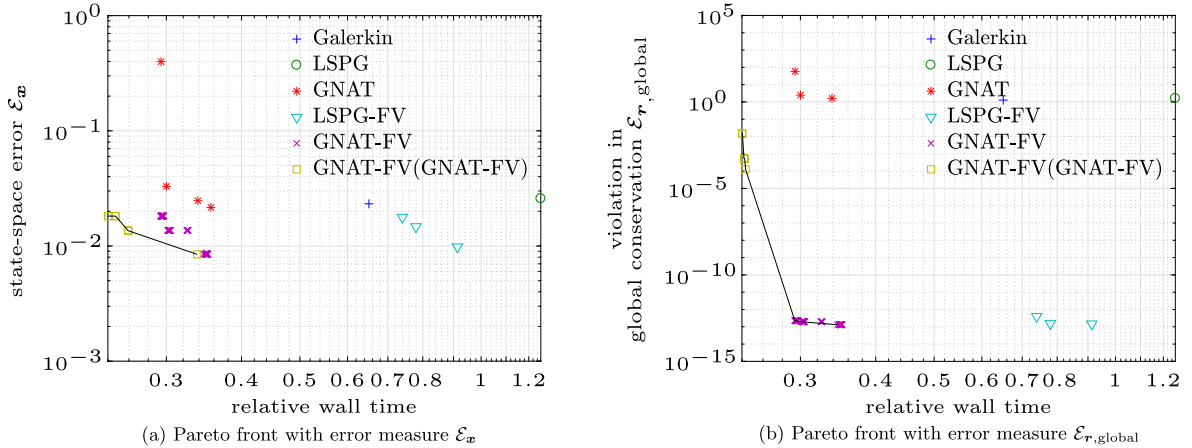 10^0
10^{-1}
10^{-2}
10^{-3}
state-space error ℰ_x
Galerkin
LSPG
GNAT
LSPG-FV
GNAT-FV
GNAT-FV(GNAT-FV)
0.3 0.4 0.5 0.6 0.7 0.8 1 1.2
relative wall time
(a) Pareto front with error measure ℰ_x
10^5
10^0
10^{-5}
10^{-10}
10^{-15}
violation in
global conservation ℰ_{r,global}
Galerkin
LSPG
GNAT
LSPG-FV
GNAT-FV
GNAT-FV(GNAT-FV)
0.3 0.4 0.5 0.6 0.7 0.8 1 1.2
relative wall time
(b) Pareto front with error measure ℰ_{r,global}